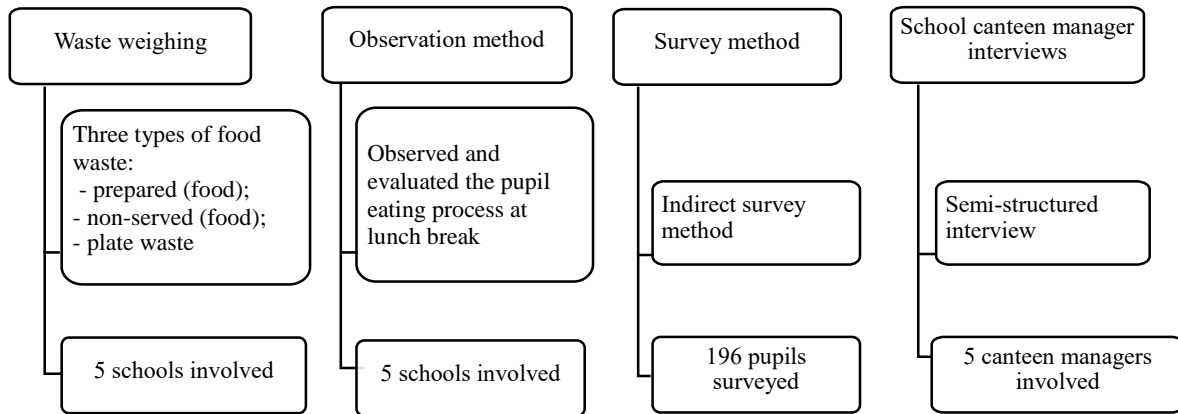 Waste weighing
Three types of food
waste:
- prepared (food);
- non-served (food);
- plate waste
5 schools involved
Observation method
Observed and
evaluated the pupil
eating process at
lunch break
5 schools involved
Survey method
Indirect survey
method
196 pupils
surveyed
School canteen manager
interviews
Semi-structured
interview
5 canteen managers
involved